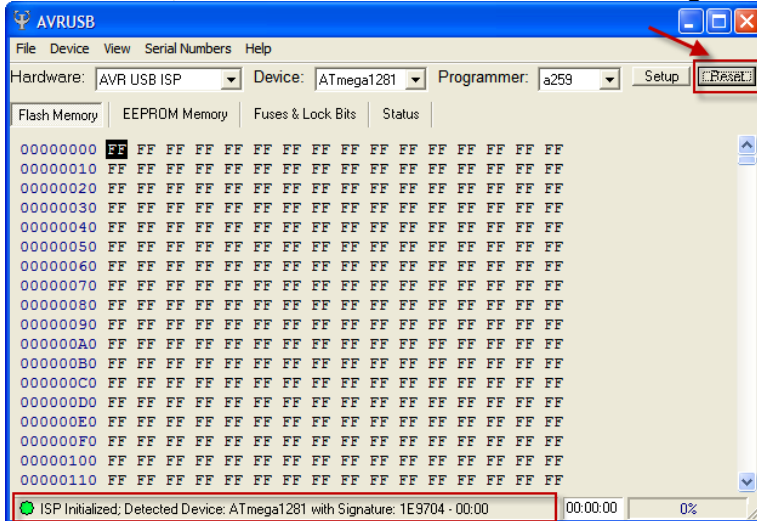 AVRUSB
File Device View Serial Numbers Help
Hardware: AVR USB ISP Device: ATmega1281 Programmer: a259 Setup Reset
Flash Memory EEPROM Memory Fuses & Lock Bits Status
00000000 FF FF FF FF FF FF FF FF FF FF FF FF FF FF FF FF
00000010 FF FF FF FF FF FF FF FF FF FF FF FF FF FF FF FF
00000020 FF FF FF FF FF FF FF FF FF FF FF FF FF FF FF FF
00000030 FF FF FF FF FF FF FF FF FF FF FF FF FF FF FF FF
00000040 FF FF FF FF FF FF FF FF FF FF FF FF FF FF FF FF
00000050 FF FF FF FF FF FF FF FF FF FF FF FF FF FF FF FF
00000060 FF FF FF FF FF FF FF FF FF FF FF FF FF FF FF FF
00000070 FF FF FF FF FF FF FF FF FF FF FF FF FF FF FF FF
00000080 FF FF FF FF FF FF FF FF FF FF FF FF FF FF FF FF
00000090 FF FF FF FF FF FF FF FF FF FF FF FF FF FF FF FF
000000A0 FF FF FF FF FF FF FF FF FF FF FF FF FF FF FF FF
000000B0 FF FF FF FF FF FF FF FF FF FF FF FF FF FF FF FF
000000C0 FF FF FF FF FF FF FF FF FF FF FF FF FF FF FF FF
000000D0 FF FF FF FF FF FF FF FF FF FF FF FF FF FF FF FF
000000E0 FF FF FF FF FF FF FF FF FF FF FF FF FF FF FF FF
000000F0 FF FF FF FF FF FF FF FF FF FF FF FF FF FF FF FF
00000100 FF FF FF FF FF FF FF FF FF FF FF FF FF FF FF FF
00000110 FF FF FF FF FF FF FF FF FF FF FF FF FF FF FF FF
ISP Initialized; Detected Device: ATmega1281 with Signature: 1E9704 - 00:00 00:00:00 0%